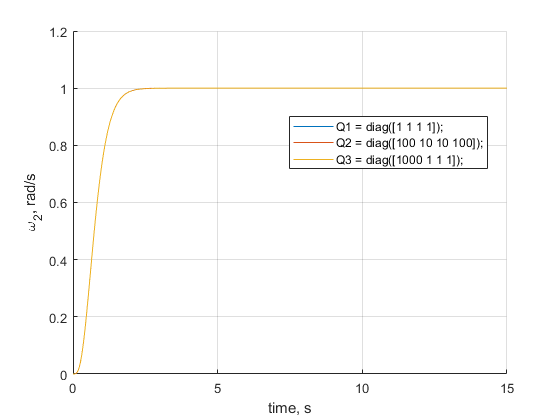 1.2
1
0.8
0.6
0.4
0.2
0
0 5 10 15
ω2, rad/s
time, s
Q1 = diag([1 1 1 1]);
Q2 = diag([100 10 10 100]);
Q3 = diag([1000 1 1 1]);